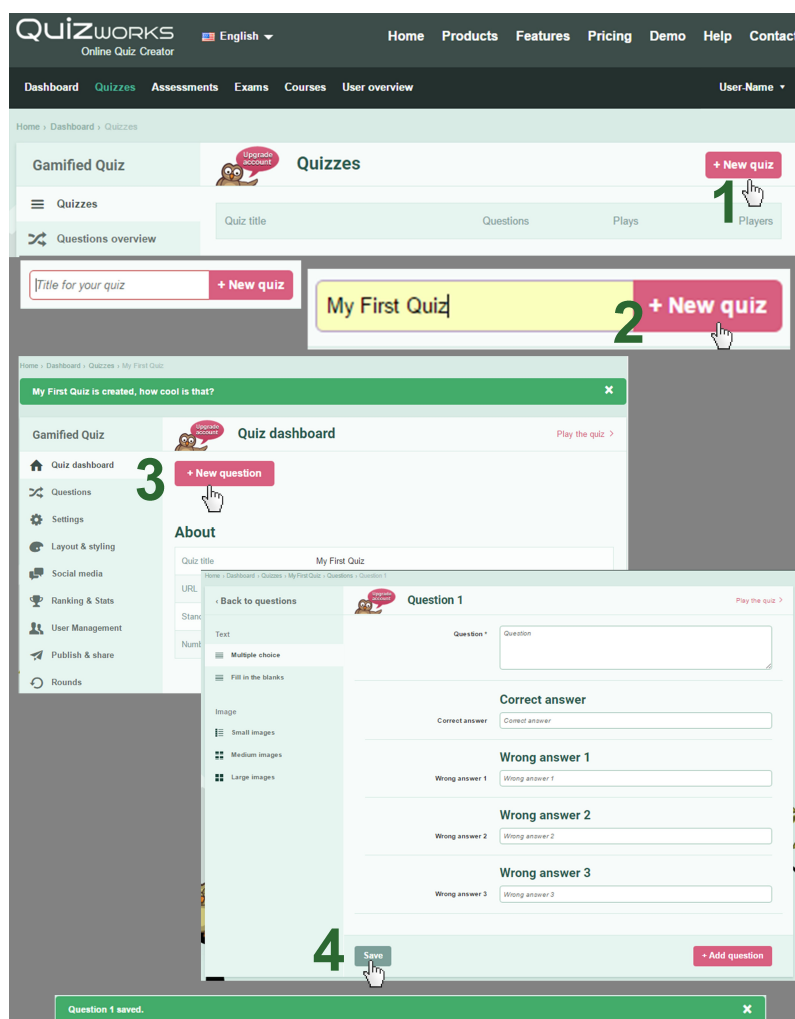 QUIZWORKS
Online Quiz Creator
English
Home Products Features Pricing Demo Help Contact
Dashboard Quizzes Assessments Exams Courses User overview User-Name
Home › Dashboard › Quizzes
Gamified Quiz
Upgrade account
Quizzes
+ New quiz
1
Quizzes
Quiz title Questions Plays Players
Questions overview
Title for your quiz
+ New quiz
My First Quiz
2
+ New quiz
Home › Dashboard › Quizzes › My First Quiz
My First Quiz is created, how cool is that? ×
Gamified Quiz
Upgrade account
Quiz dashboard
Play the quiz >
Quiz dashboard
3
+ New question
Questions
Settings
Layout & styling
Social media
Ranking & Stats
User Management
Publish & share
Rounds
About
Quiz title My First Quiz
URL
Stand
Numb
Home › Dashboard › Quizzes › My First Quiz › Questions › Question 1
‹ Back to questions
Upgrade account
Question 1
Play the quiz >
Text
Multiple choice
Fill in the blanks
Image
Small images
Medium images
Large images
Question * Question
Correct answer
Correct answer Correct answer
Wrong answer 1
Wrong answer 1 Wrong answer 1
Wrong answer 2
Wrong answer 2 Wrong answer 2
Wrong answer 3
Wrong answer 3 Wrong answer 3
4
Save
+ Add question
Question 1 saved. ×